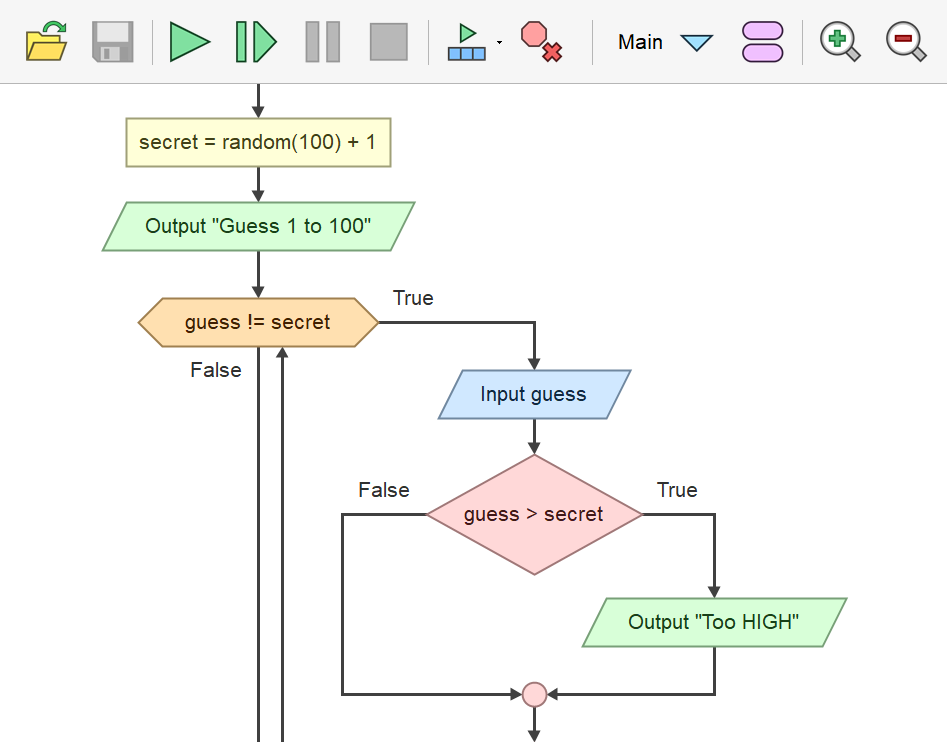 Main
secret = random(100) + 1
Output "Guess 1 to 100"
True
guess != secret
False
Input guess
False
True
guess > secret
Output "Too HIGH"